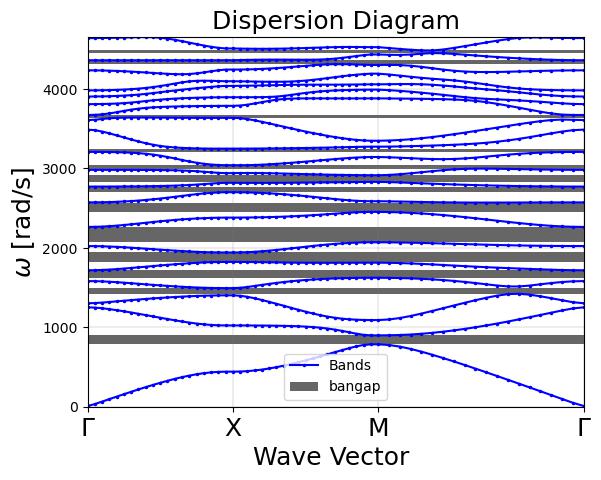 Dispersion Diagram
ω [rad/s]
4000
3000
2000
1000
0
Bands
bangap
Γ X M Γ
Wave Vector